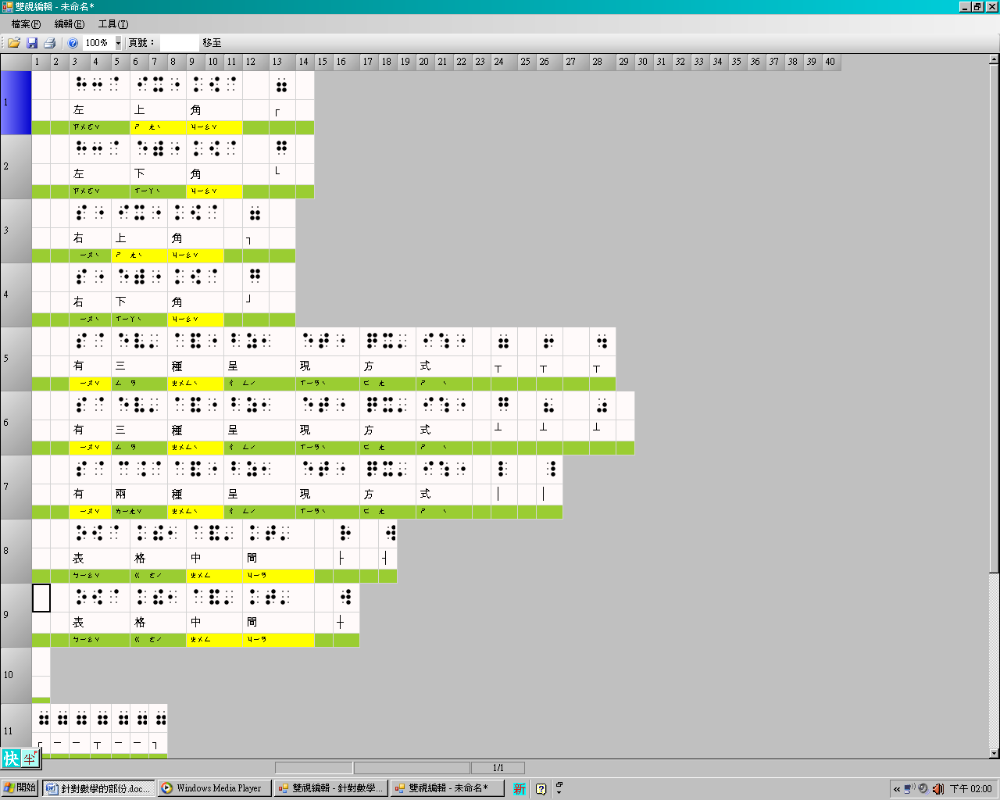 雙視編輯 - 未命名*
檔案(F) 編輯(E) 工具(T)
100% 頁號： 移至
1 2 3 4 5 6 7 8 9 10 11 12 13 14 15 16 17 18 19 20 21 22 23 24 25 26 27 28 29 30 31 32 33 34 35 36 37 38 39 40
⠓⠒⠈ ⠊⠭⠐ ⠅⠪⠈ ⠶
1 左 上 角 ┌
ㄗㄨㄛˇ ㄕ ㄤˋ ㄐㄧㄠˇ
2 左 下 角 └
ㄗㄨㄛˇ ㄒㄧㄚˋ ㄐㄧㄠˇ
3 右 上 角 ┐
ㄧㄡˋ ㄕ ㄤˋ ㄐㄧㄠˇ
4 右 下 角 ┘
ㄧㄡˋ ㄒㄧㄚˋ ㄐㄧㄠˇ
5 有 三 種 呈 現 方 式 ┬ ┬ ┬
ㄧㄡˇ ㄙ ㄢ ㄓㄨㄥˋ ㄔ ㄥˊ ㄒㄧㄢˋ ㄈ ㄤ ㄕ ˋ
6 有 三 種 呈 現 方 式 ┴ ┴ ┴
ㄧㄡˇ ㄙ ㄢ ㄓㄨㄥˋ ㄔ ㄥˊ ㄒㄧㄢˋ ㄈ ㄤ ㄕ ˋ
7 有 兩 種 呈 現 方 式 │ │
ㄧㄡˇ ㄌㄧㄤˇ ㄓㄨㄥˋ ㄔ ㄥˊ ㄒㄧㄢˋ ㄈ ㄤ ㄕ ˋ
8 表 格 中 間 ├ ┤
ㄅㄧㄠˇ ㄍ ㄜˊ ㄓㄨㄥ ㄐㄧㄢ
9 表 格 中 間 ┼
ㄅㄧㄠˇ ㄍ ㄜˊ ㄓㄨㄥ ㄐㄧㄢ
10
11 ┌ ─ ─ ┬ ─ ─ ┐
快 半 P
1/1
開始 針對數學的部份.doc... Windows Media Player 雙視編輯 - 針對數學... 雙視編輯 - 未命名* 新 « 下午 02:00